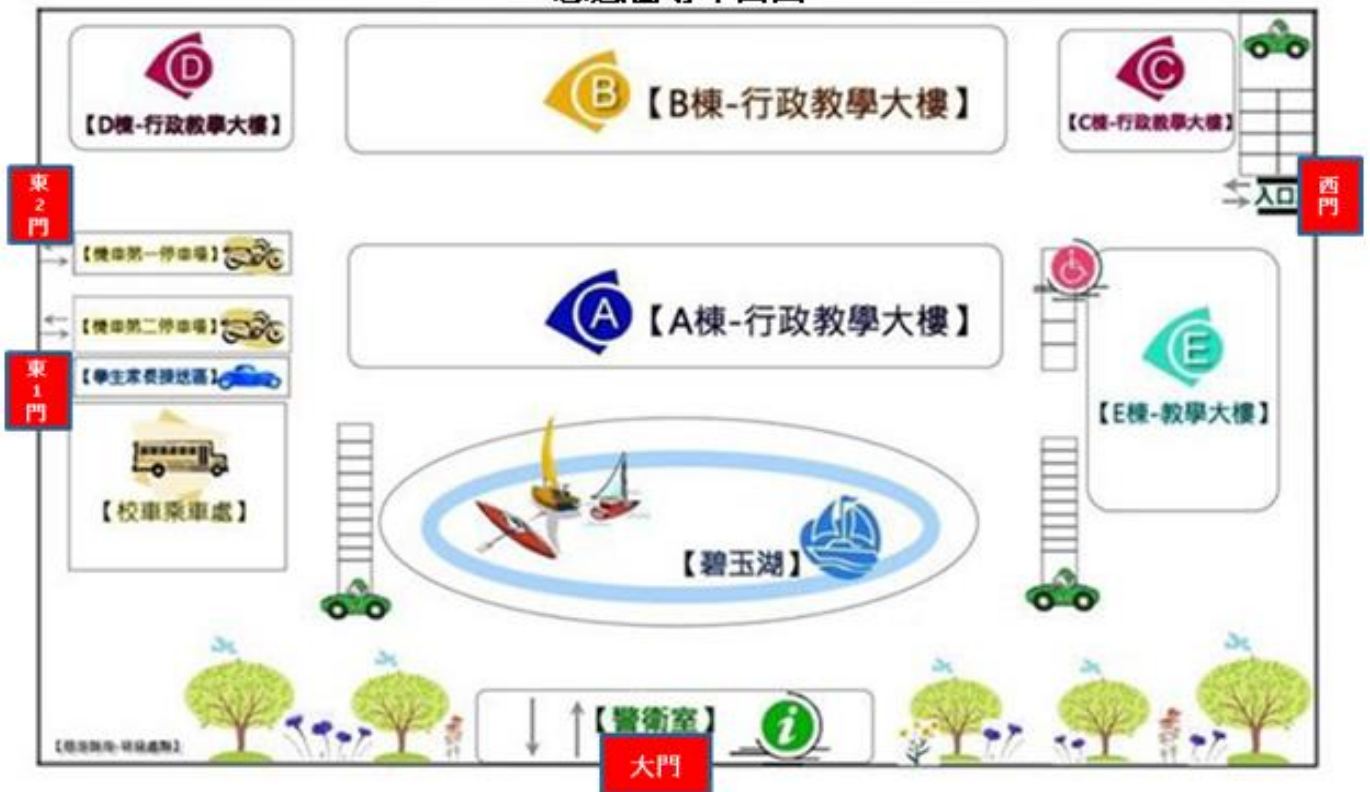 D
【D棟-行政教學大樓】
B
【B棟-行政教學大樓】
C
【C棟-行政教學大樓】
東2門
入口
西門
【機車第一停車場】
A
【A棟-行政教學大樓】
【機車第二停車場】
東1門
【學生家長接送區】
E
【E棟-教學大樓】
【校車乘車處】
【碧玉湖】
【警衛室】
i
大門